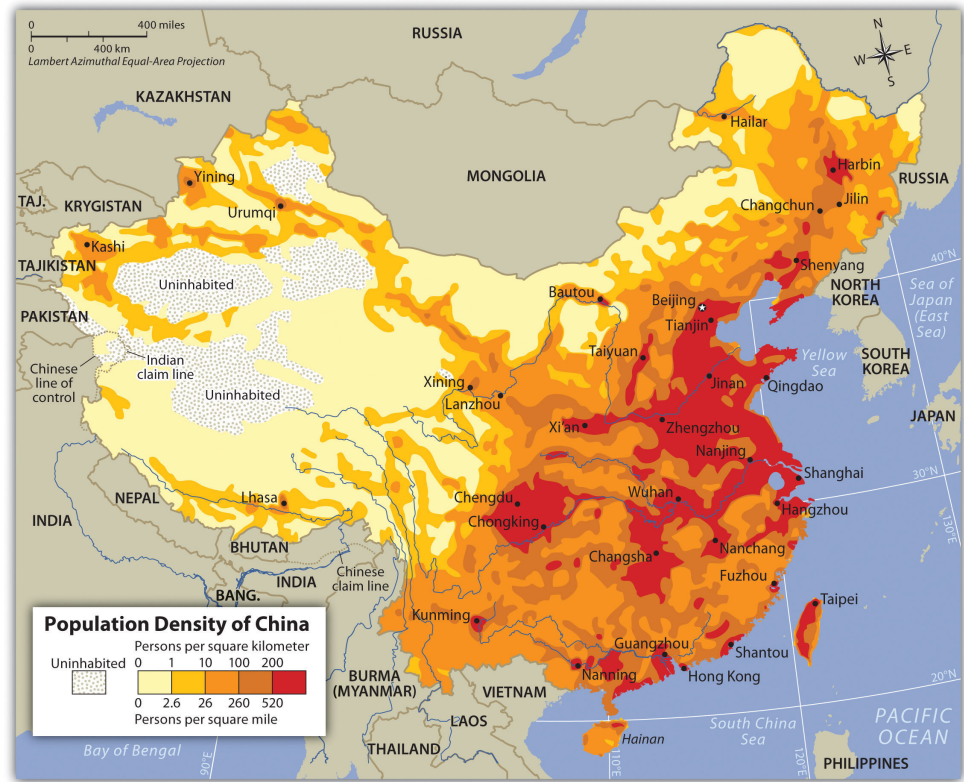 0 400 miles
0 400 km
Lambert Azimuthal Equal-Area Projection
RUSSIA
N
W E
S
KAZAKHSTAN
Hailar
MONGOLIA
Harbin
RUSSIA
Yining
TAJ.
KRYGISTAN
Urumqi
Changchun
Jilin
Kashi
TAJIKISTAN
Shenyang
40°N
Uninhabited
Bautou
Beijing
NORTH
KOREA
Sea of
Japan
(East
Sea)
PAKISTAN
Tianjin
Indian
claim line
Chinese
line of
control
Taiyuan
Yellow
Sea
SOUTH
KOREA
Uninhabited
Xining
Lanzhou
Jinan
Qingdao
JAPAN
Xi'an
Zhengzhou
Nanjing
Shanghai
30°N
NEPAL
Lhasa
Chengdu
Wuhan
Hangzhou
INDIA
Chongking
130°E
BHUTAN
Changsha
Nanchang
INDIA
Chinese
claim line
Fuzhou
BANG.
Taipei
Kunming
Guangzhou
Shantou
Nanning
Hong Kong
BURMA
(MYANMAR)
VIETNAM
20°N
LAOS
South China
Sea
PACIFIC
OCEAN
Hainan
Bay of Bengal
90°E
THAILAND
110°E
120°E
PHILIPPINES
Population Density of China
Persons per square kilometer
Uninhabited
0 1 10 100 200
0 2.6 26 260 520
Persons per square mile